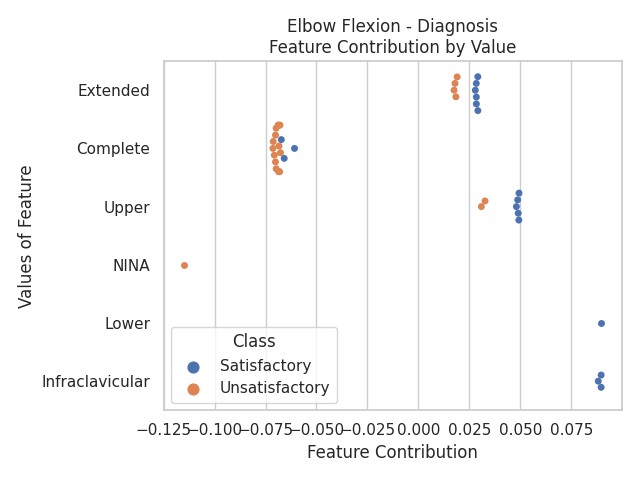 Elbow Flexion - Diagnosis
Feature Contribution by Value
Values of Feature
Extended
Complete
Upper
NINA
Lower
Infraclavicular
Class
Satisfactory
Unsatisfactory
−0.125 −0.100 −0.075 −0.050 −0.025 0.000 0.025 0.050 0.075
Feature Contribution